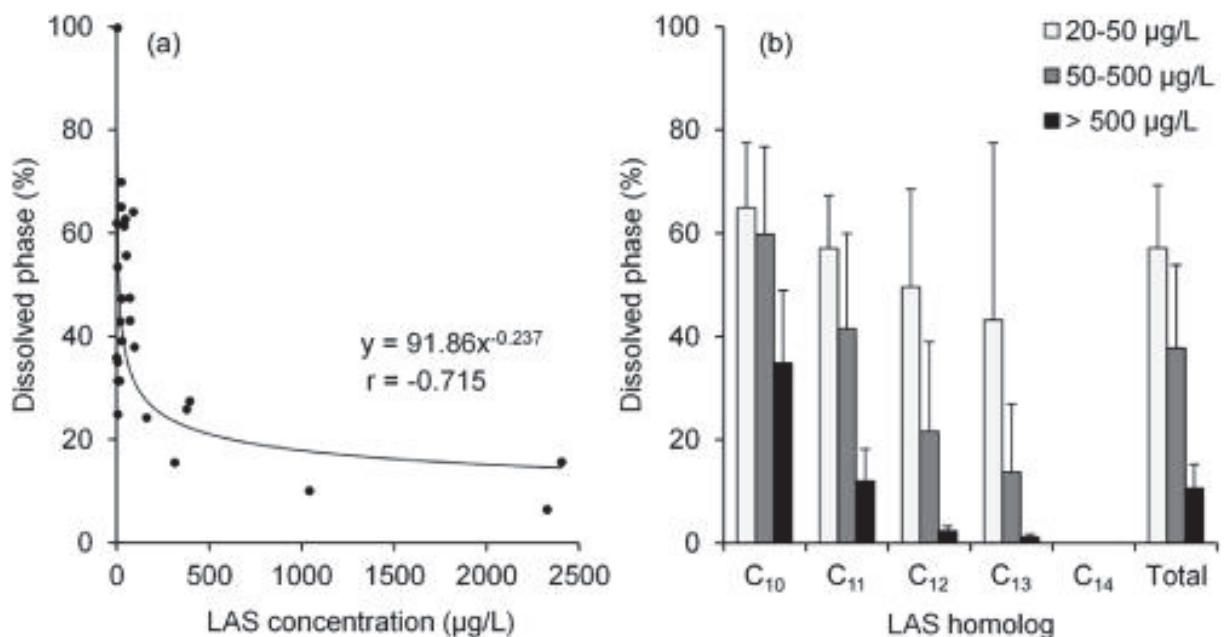 (a)
Dissolved phase (%)
100
80
60
40
20
0
y = 91.86x^-0.237
r = -0.715
0 500 1000 1500 2000 2500
LAS concentration (µg/L)
(b)
Dissolved phase (%)
100
80
60
40
20
0
20-50 µg/L
50-500 µg/L
> 500 µg/L
C₁₀ C₁₁ C₁₂ C₁₃ C₁₄ Total
LAS homolog